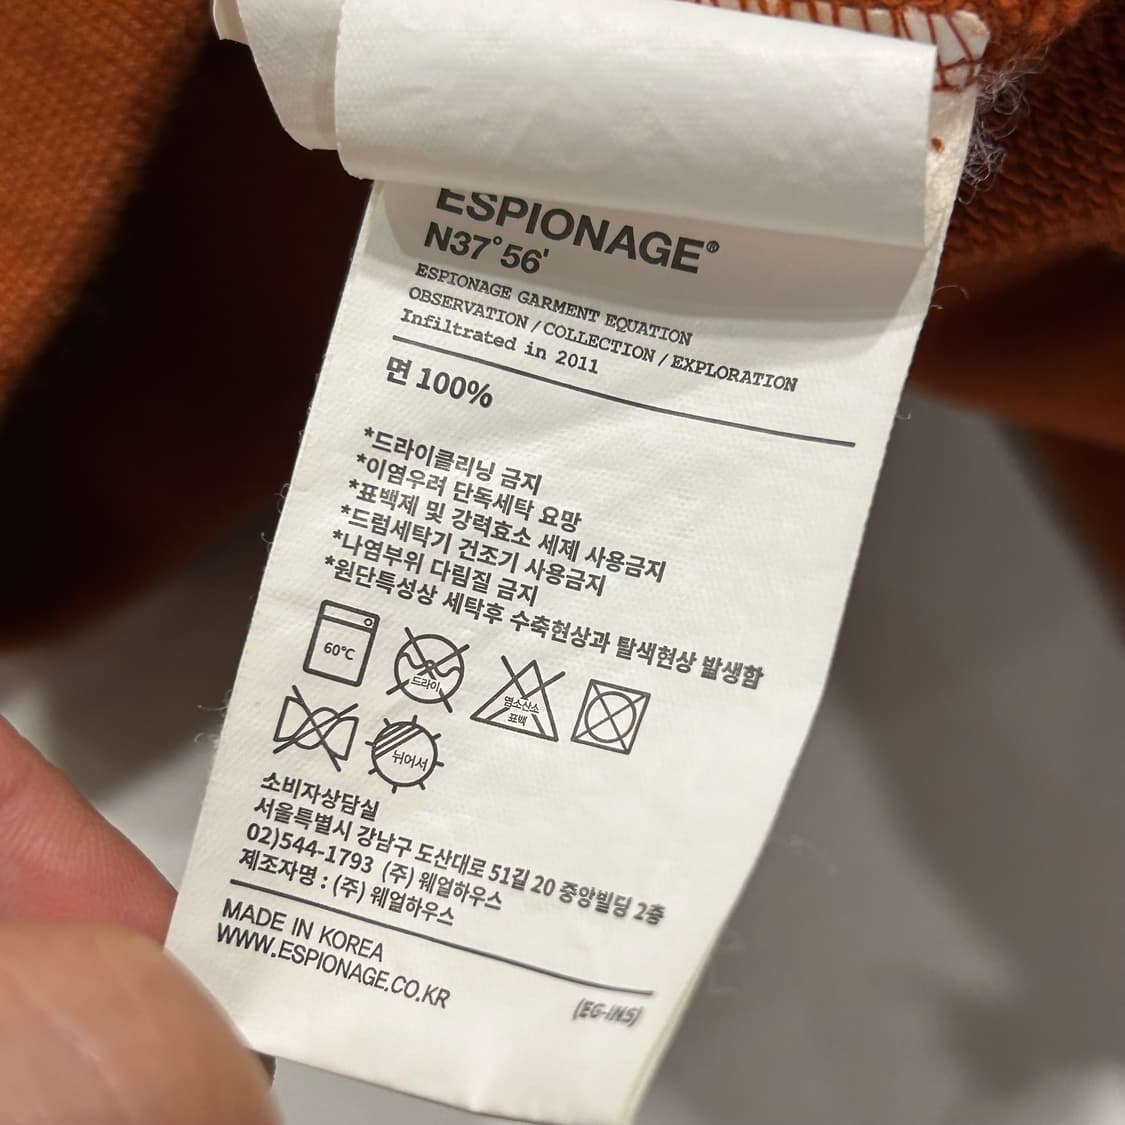 ESPIONAGE®
N37°56'
ESPIONAGE GARMENT EQUATION
OBSERVATION / COLLECTION / EXPLORATION
Infiltrated in 2011
면 100%
*드라이클리닝 금지
*이염우려 단독세탁 요망
*표백제 및 강력효소 세제 사용금지
*드럼세탁기 건조기 사용금지
*나염부위 다림질 금지
*원단특성상 세탁후 수축현상과 탈색현상 발생함
60℃
드라이
염소산소
표백
뉘어서
소비자상담실
서울특별시 강남구 도산대로 51길 20 중앙빌딩 2층
02)544-1793 (주) 웨얼하우스
제조자명 : (주) 웨얼하우스
MADE IN KOREA
WWW.ESPIONAGE.CO.KR
(EG-INS)